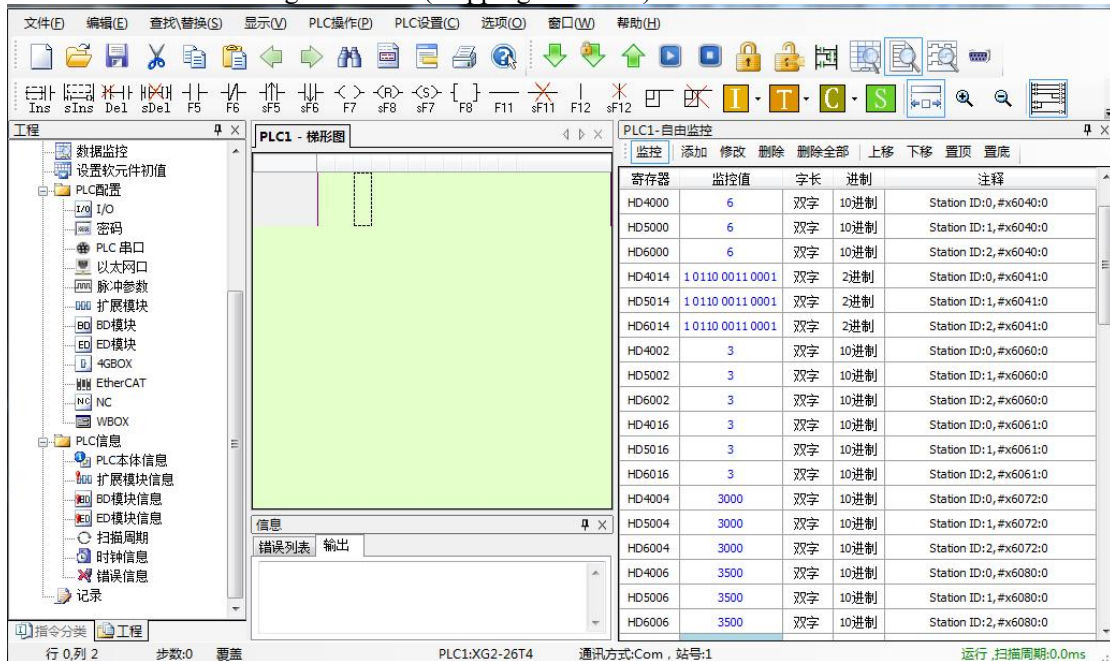 文件(F) 编辑(E) 查找\替换(S) 显示(V) PLC操作(P) PLC设置(C) 选项(O) 窗口(W) 帮助(H)
Ins sIns Del sDel F5 F6 sF5 sF6 F7 sF8 sF7 F8 F11 sF11 F12 sF12 I T C S
工程
数据监控
设置软元件初值
PLC配置
I/O
密码
PLC 串口
以太网口
脉冲参数
扩展模块
BD模块
ED模块
4GBOX
EtherCAT
NC
WBOX
PLC信息
PLC本体信息
扩展模块信息
BD模块信息
ED模块信息
扫描周期
时钟信息
错误信息
记录
指令分类 工程
PLC1 - 梯形图
信息
错误列表 输出
PLC1-自由监控
监控 添加 修改 删除 删除全部 上移 下移 置顶 置底
寄存器 监控值 字长 进制 注释
HD4000 6 双字 10进制 Station ID:0,#x6040:0
HD5000 6 双字 10进制 Station ID:1,#x6040:0
HD6000 6 双字 10进制 Station ID:2,#x6040:0
HD4014 1 0110 0011 0001 双字 2进制 Station ID:0,#x6041:0
HD5014 1 0110 0011 0001 双字 2进制 Station ID:1,#x6041:0
HD6014 1 0110 0011 0001 双字 2进制 Station ID:2,#x6041:0
HD4002 3 双字 10进制 Station ID:0,#x6060:0
HD5002 3 双字 10进制 Station ID:1,#x6060:0
HD6002 3 双字 10进制 Station ID:2,#x6060:0
HD4016 3 双字 10进制 Station ID:0,#x6061:0
HD5016 3 双字 10进制 Station ID:1,#x6061:0
HD6016 3 双字 10进制 Station ID:2,#x6061:0
HD4004 3000 双字 10进制 Station ID:0,#x6072:0
HD5004 3000 双字 10进制 Station ID:1,#x6072:0
HD6004 3000 双字 10进制 Station ID:2,#x6072:0
HD4006 3500 双字 10进制 Station ID:0,#x6080:0
HD5006 3500 双字 10进制 Station ID:1,#x6080:0
HD6006 3500 双字 10进制 Station ID:2,#x6080:0
行 0,列 2 步数:0 覆盖 PLC1:XG2-26T4 通讯方式:Com，站号:1 运行 ,扫描周期:0.0ms